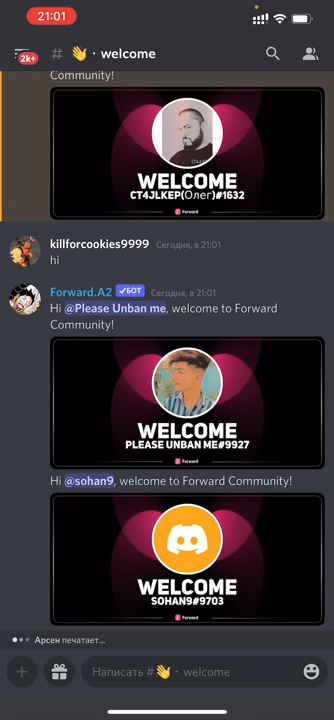 21:01
2k+
# 👋 · welcome
Community!
WELCOME
CT4JLKEP(Олег)#1632
Forward
killforcookies9999 Сегодня, в 21:01
hi
Forward.A2 ✓БОТ Сегодня, в 21:01
Hi @Please Unban me, welcome to Forward
Community!
WELCOME
PLEASE UNBAN ME#9927
Forward
Hi @sohan9, welcome to Forward Community!
WELCOME
SOHAN9#9703
Forward
Арсен печатает...
Написать #👋 · welcome